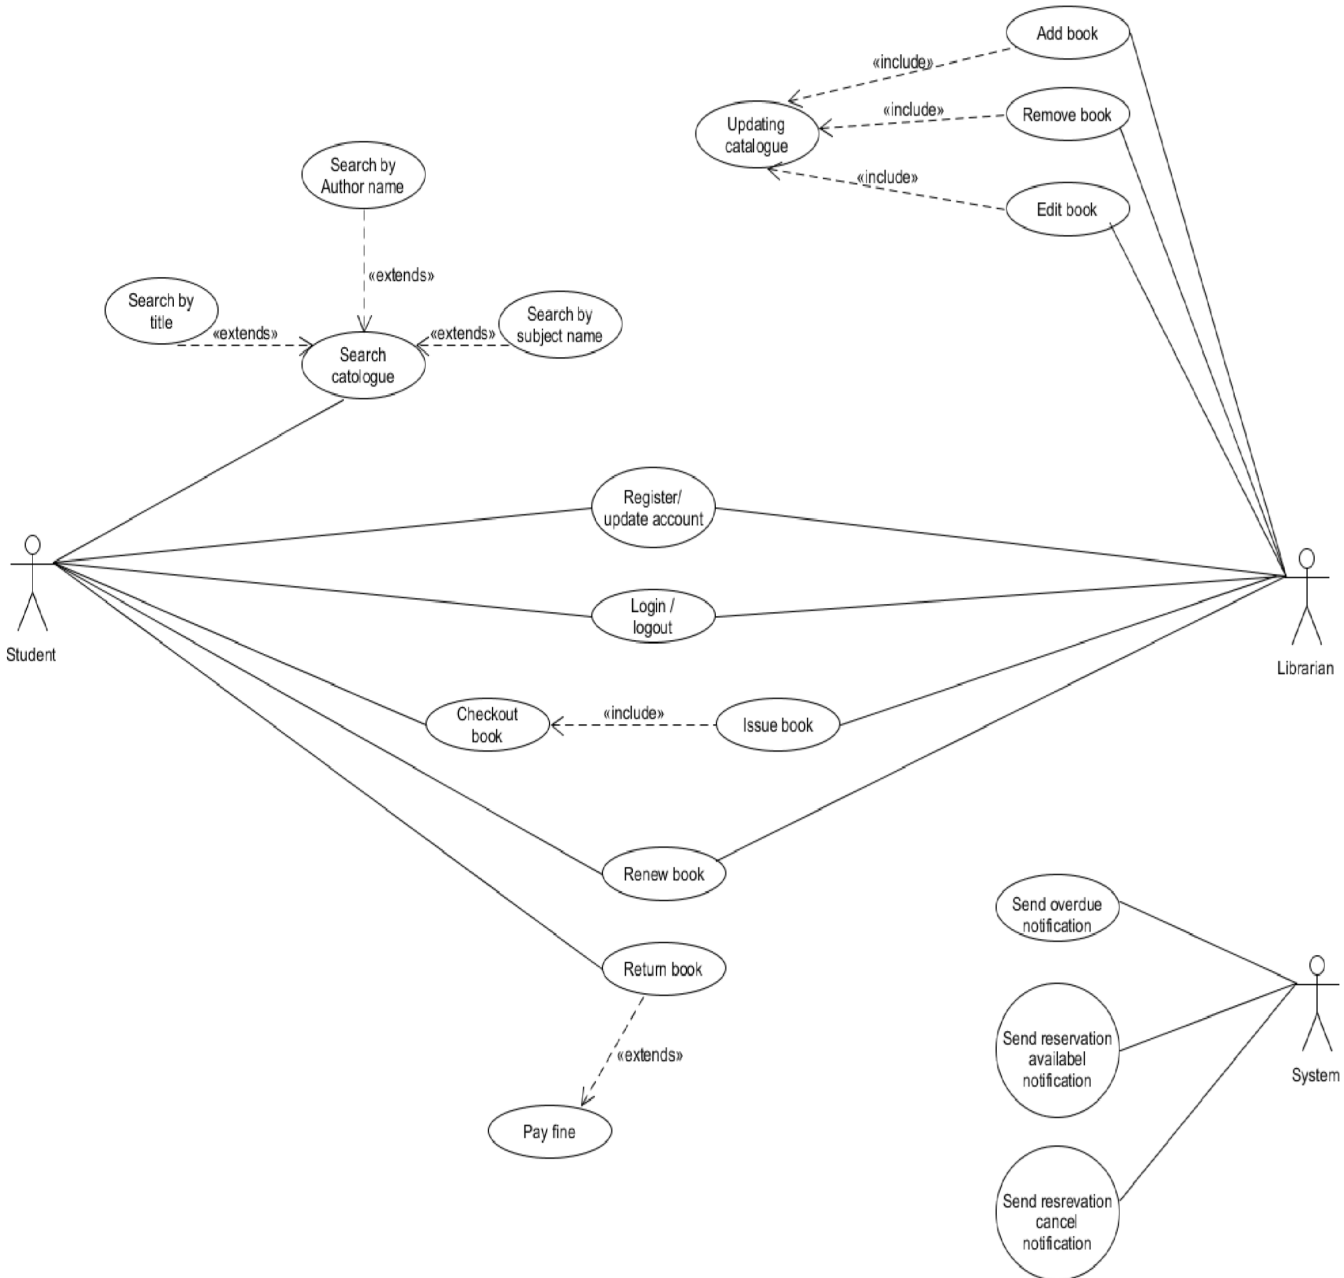 Add book
«include»
«include»
Remove book
Updating
catalogue
«include»
Edit book
Search by
Author name
«extends»
Search by
title
«extends»
«extends»
Search by
subject name
Search
catologue
Register/
update account
Login /
logout
Student
Librarian
Checkout
book
«include»
Issue book
Renew book
Send overdue
notification
Return book
«extends»
Send reservation
availabel
notification
System
Pay fine
Send resrevation
cancel
notification